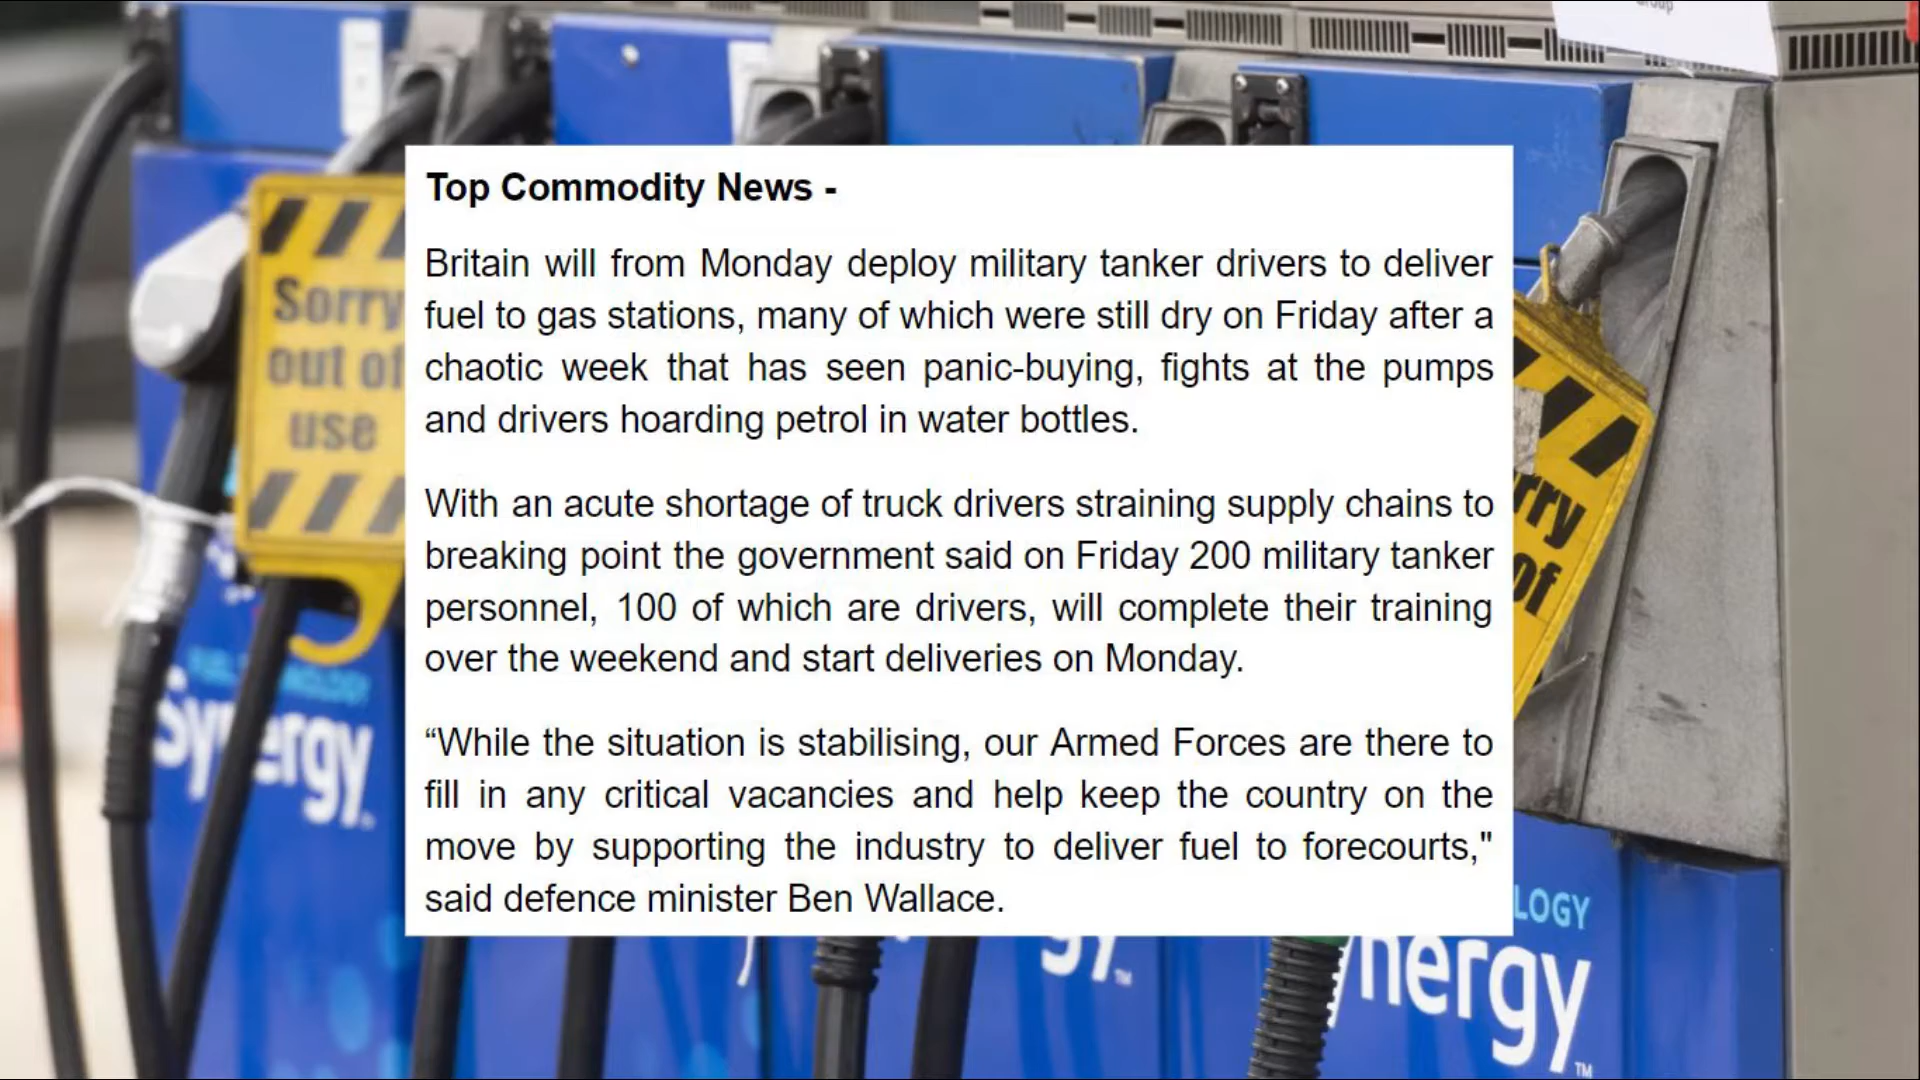 Group
Top Commodity News -
Britain will from Monday deploy military tanker drivers to deliver
fuel to gas stations, many of which were still dry on Friday after a
chaotic week that has seen panic-buying, fights at the pumps
and drivers hoarding petrol in water bottles.
With an acute shortage of truck drivers straining supply chains to
breaking point the government said on Friday 200 military tanker
personnel, 100 of which are drivers, will complete their training
over the weekend and start deliveries on Monday.
“While the situation is stabilising, our Armed Forces are there to
fill in any critical vacancies and help keep the country on the
move by supporting the industry to deliver fuel to forecourts,"
said defence minister Ben Wallace.
Sorry
out of
use
rry
of
Synergy
LOGY
nergy™
gy™